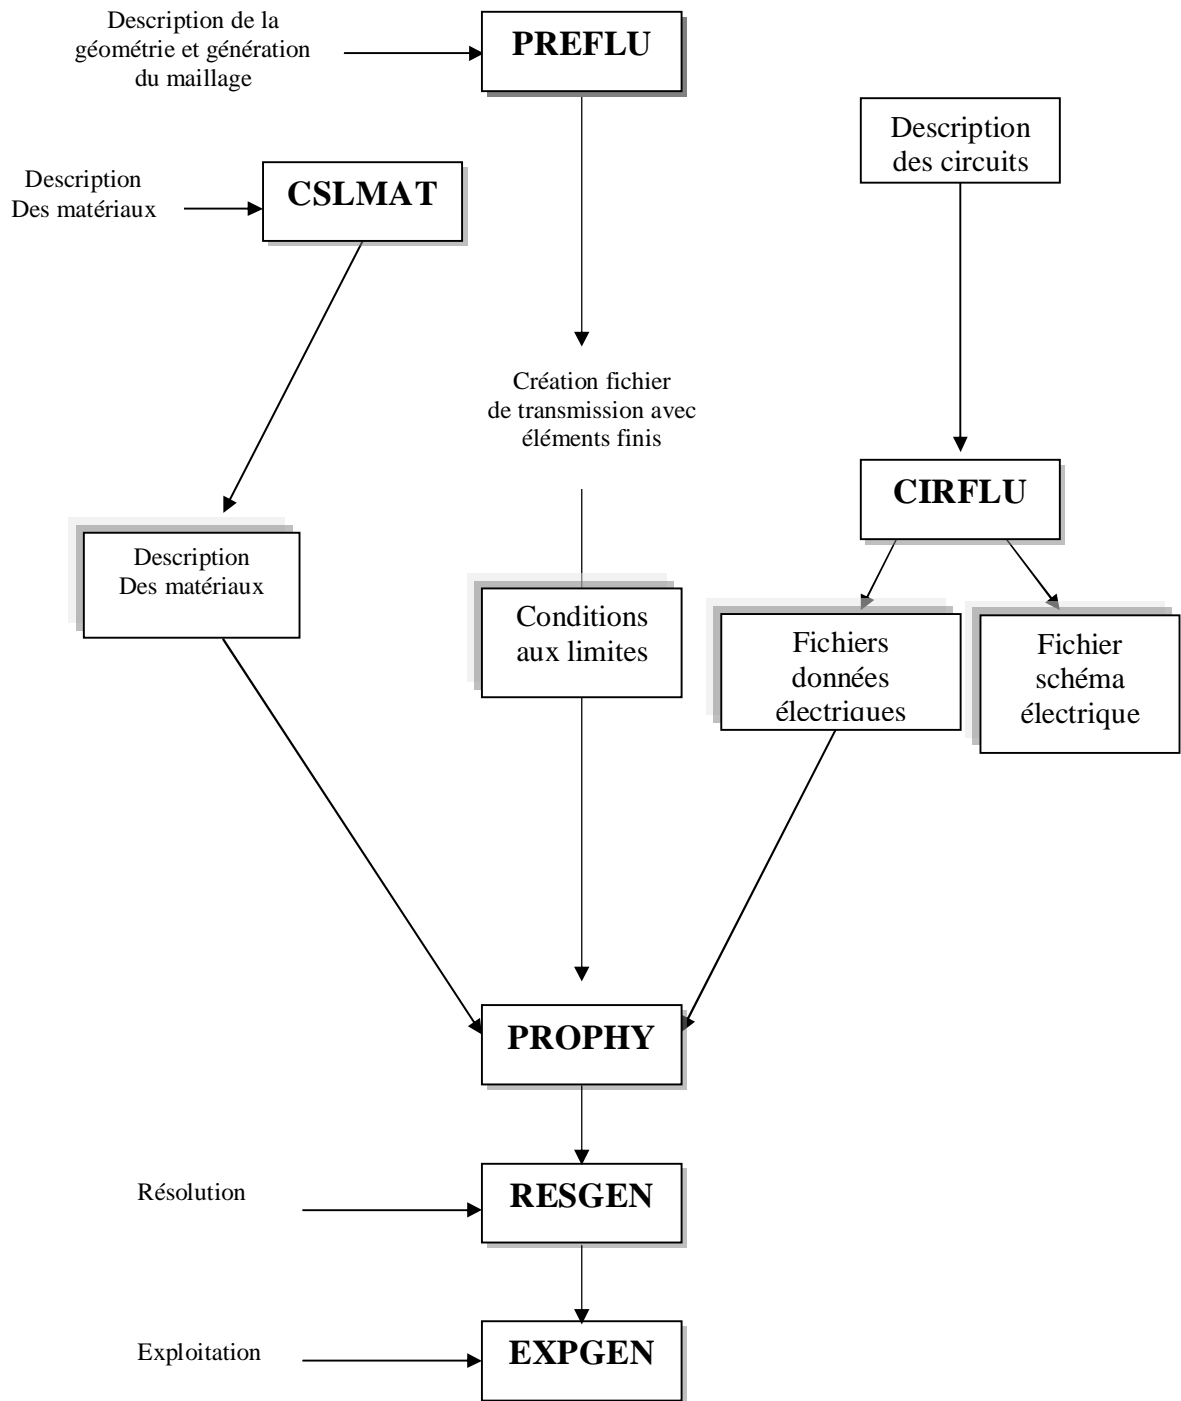 Description de la
géométrie et génération
du maillage
PREFLU
Description
des circuits
Description
Des matériaux
CSLMAT
Création fichier
de transmission avec
éléments finis
CIRFLU
Description
Des matériaux
Conditions
aux limites
Fichiers
données
électriques
Fichier
schéma
électrique
PROPHY
Résolution
RESGEN
Exploitation
EXPGEN